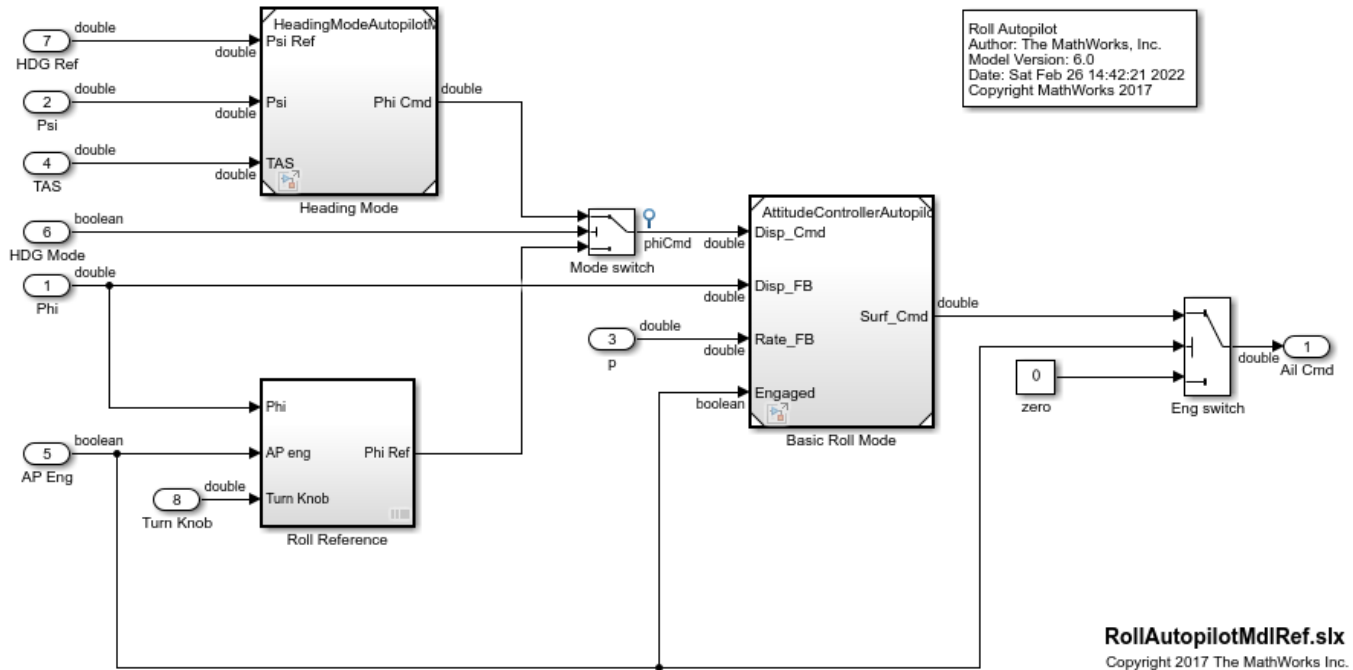 double
7
HDG Ref
double
HeadingModeAutopilotM
Psi Ref
double
2
Psi
double
Psi
Phi Cmd
double
double
4
TAS
double
TAS
Heading Mode
Roll Autopilot
Author: The MathWorks, Inc.
Model Version: 6.0
Date: Sat Feb 26 14:42:21 2022
Copyright MathWorks 2017
boolean
6
HDG Mode
phiCmd
Mode switch
double
1
Phi
double
3
p
AttitudeControllerAutopilo
double
Disp_Cmd
double
Disp_FB
double
Rate_FB
boolean
Engaged
Surf_Cmd
double
Basic Roll Mode
0
zero
Eng switch
double
1
Ail Cmd
boolean
5
AP Eng
double
8
Turn Knob
Phi
AP eng
Phi Ref
Turn Knob
Roll Reference
RollAutopilotMdlRef.slx
Copyright 2017 The MathWorks Inc.